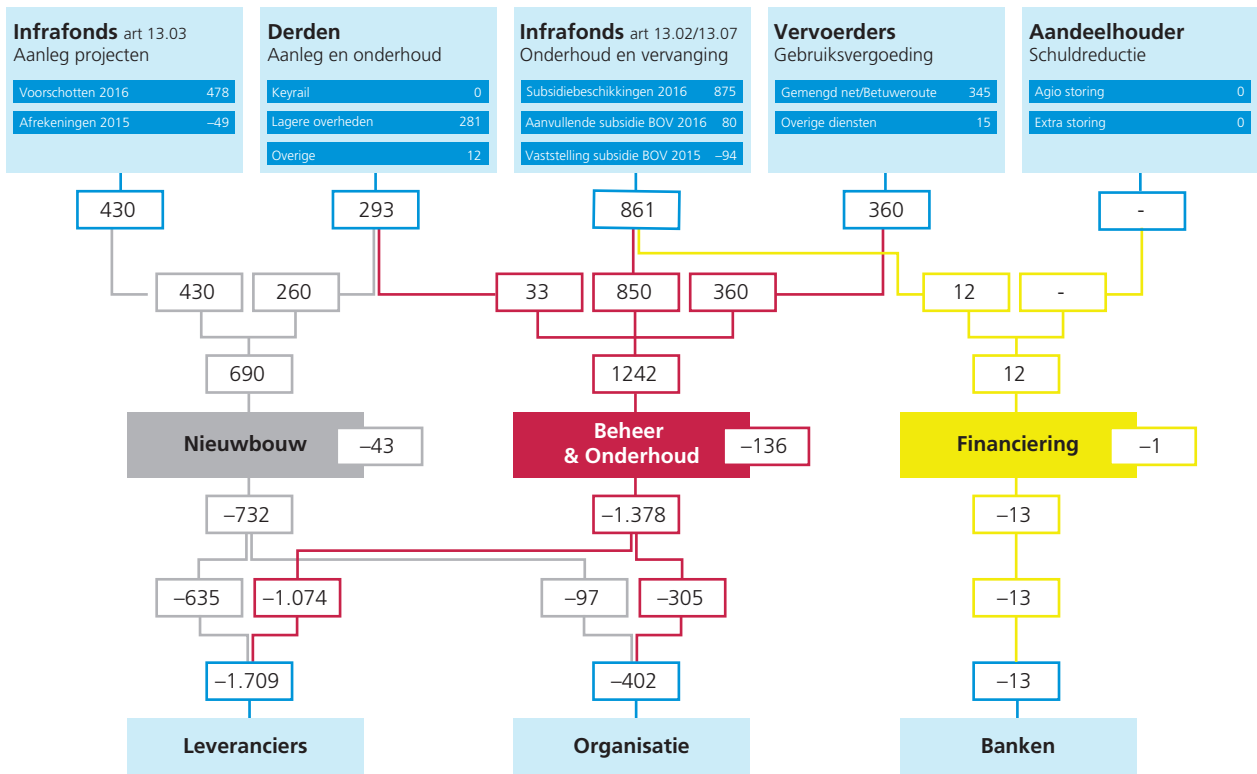 Infrafonds art 13.03
Aanleg projecten
Voorschotten 2016 478
Afrekeningen 2015 –49
Derden
Aanleg en onderhoud
Keyrail 0
Lagere overheden 281
Overige 12
Infrafonds art 13.02/13.07
Onderhoud en vervanging
Subsidiebeschikkingen 2016 875
Aanvullende subsidie BOV 2016 80
Vaststelling subsidie BOV 2015 –94
Vervoerders
Gebruiksvergoeding
Gemengd net/Betuweroute 345
Overige diensten 15
Aandeelhouder
Schuldreductie
Agio storing 0
Extra storing 0
430 293 861 360 -
430 260 33 850 360 12 -
690 1242 12
Nieuwbouw –43
Beheer
& Onderhoud –136
Financiering –1
–732 –1.378 –13
–635 –1.074 –97 –305 –13
–1.709 –402 –13
Leveranciers Organisatie Banken